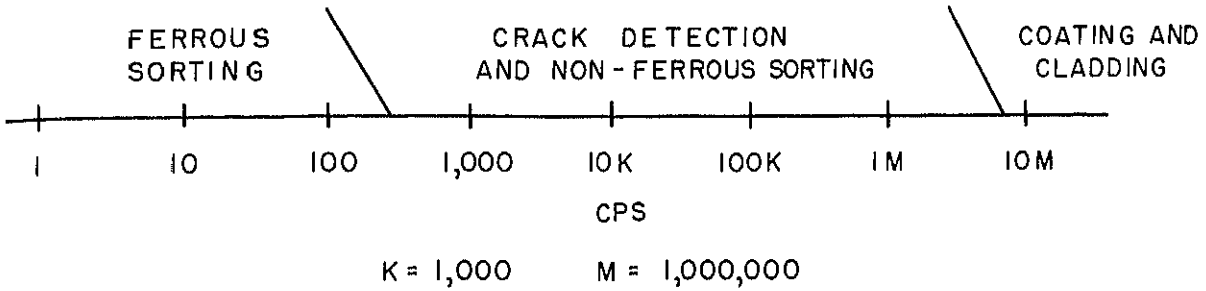 FERROUS
SORTING
CRACK DETECTION
AND NON-FERROUS SORTING
COATING AND
CLADDING
1 10 100 1,000 10K 100K 1M 10M
CPS
K = 1,000 M = 1,000,000